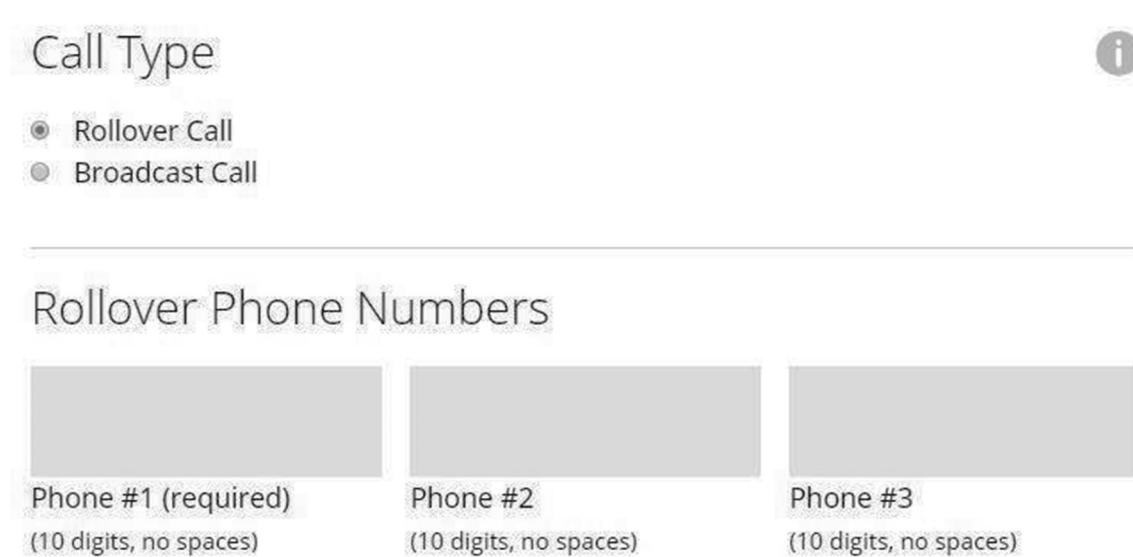 Call Type
i
Rollover Call
Broadcast Call
Rollover Phone Numbers
Phone #1 (required) Phone #2 Phone #3
(10 digits, no spaces) (10 digits, no spaces) (10 digits, no spaces)